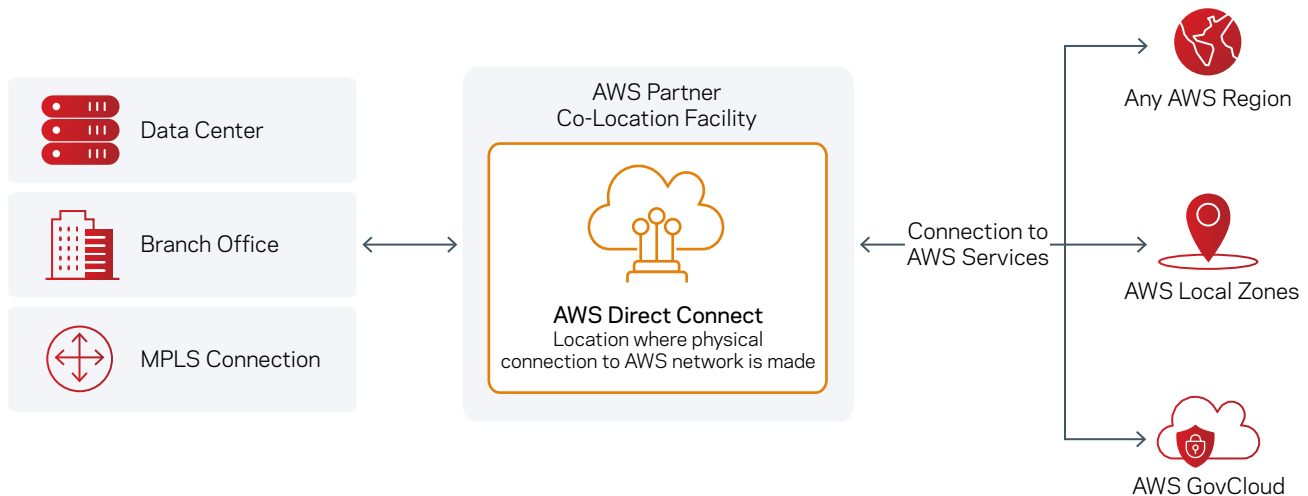 Data Center
Branch Office
MPLS Connection
AWS Partner
Co-Location Facility
AWS Direct Connect
Location where physical
connection to AWS network is made
Connection to
AWS Services
Any AWS Region
AWS Local Zones
AWS GovCloud